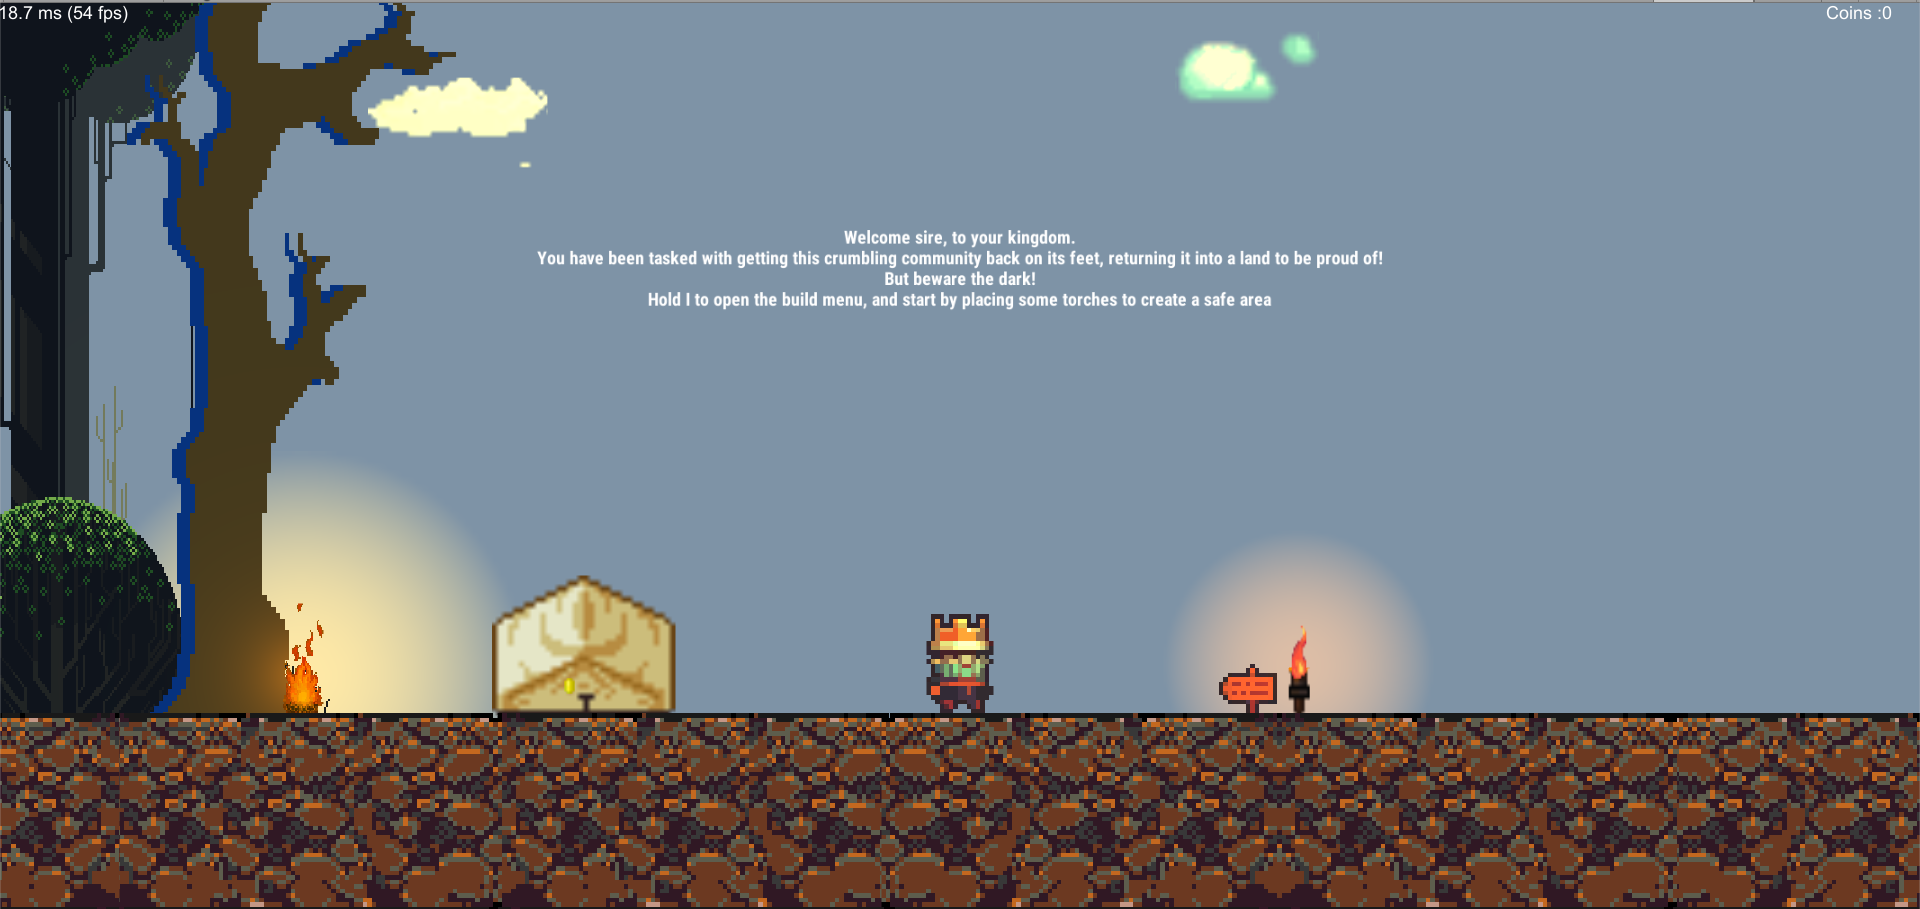 18.7 ms (54 fps)
Coins :0
Welcome sire, to your kingdom.
You have been tasked with getting this crumbling community back on its feet, returning it into a land to be proud of!
But beware the dark!
Hold I to open the build menu, and start by placing some torches to create a safe area